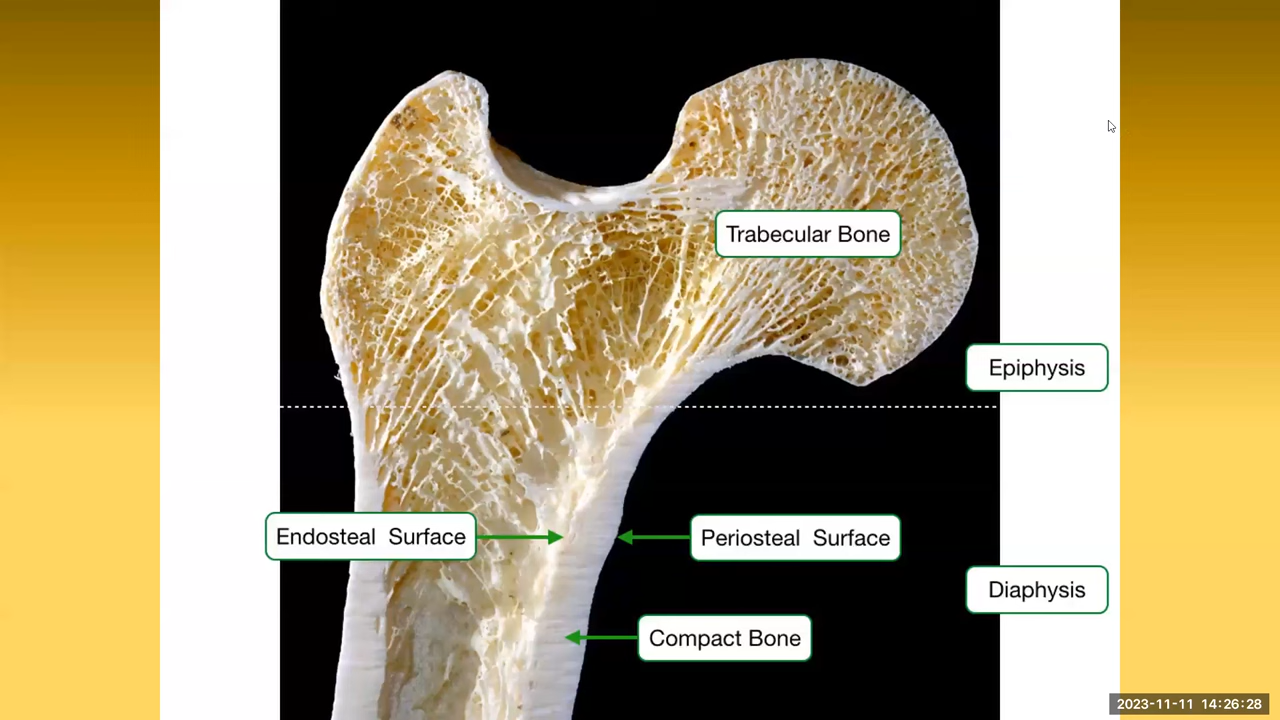 Trabecular Bone
Epiphysis
Endosteal Surface
Periosteal Surface
Diaphysis
Compact Bone
2023-11-11 14:26:28